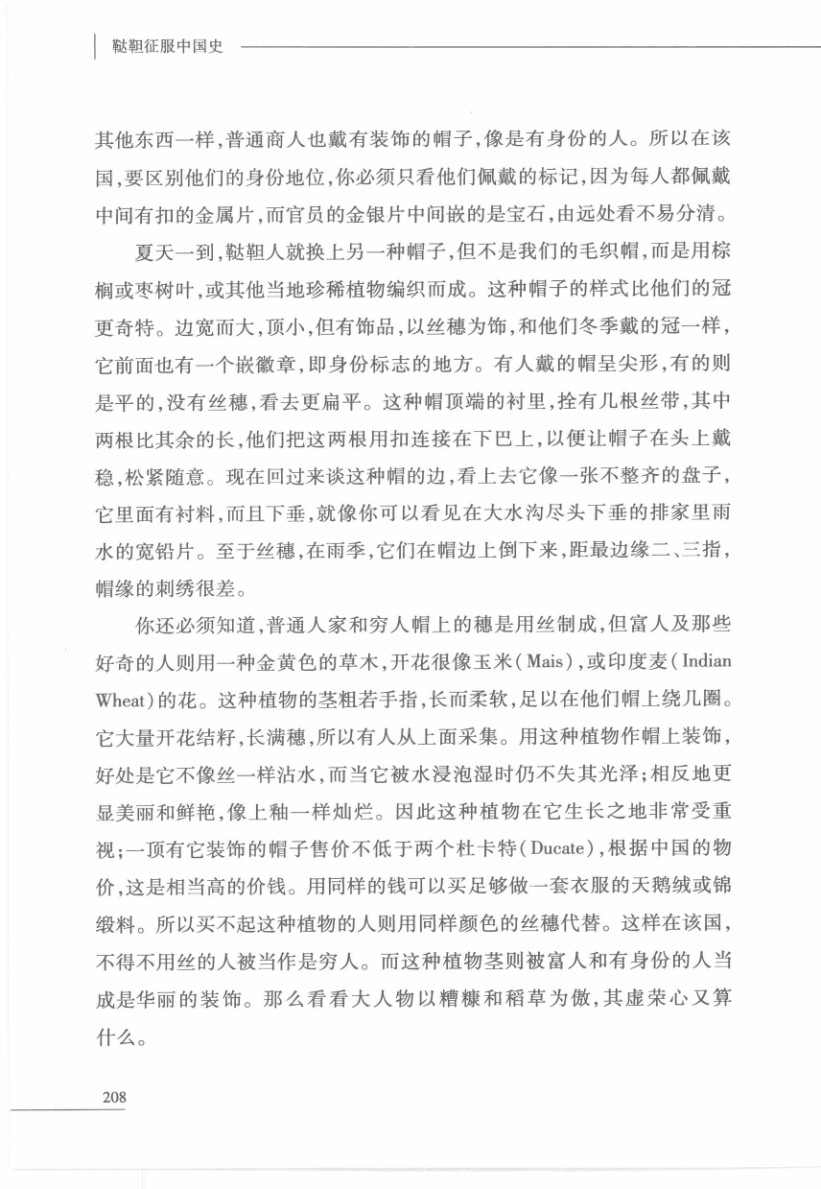 鞑靼征服中国史
其他东西一样,普通商人也戴有装饰的帽子,像是有身份的人。所以在该
国,要区别他们的身份地位,你必须只看他们佩戴的标记,因为每人都佩戴
中间有扣的金属片,而官员的金银片中间嵌的是宝石,由远处看不易分清。
夏天一到,鞑靼人就换上另一种帽子,但不是我们的毛织帽,而是用棕
榈或枣树叶,或其他当地珍稀植物编织而成。这种帽子的样式比他们的冠
更奇特。边宽而大,顶小,但有饰品,以丝穗为饰,和他们冬季戴的冠一样,
它前面也有一个嵌徽章,即身份标志的地方。有人戴的帽呈尖形,有的则
是平的,没有丝穗,看去更扁平。这种帽顶端的衬里,拴有几根丝带,其中
两根比其余的长,他们把这两根用扣连接在下巴上,以便让帽子在头上戴
稳,松紧随意。现在回过来谈这种帽的边,看上去它像一张不整齐的盘子,
它里面有衬料,而且下垂,就像你可以看见在大水沟尽头下垂的排家里雨
水的宽铅片。至于丝穗,在雨季,它们在帽边上倒下来,距最边缘二、三指,
帽缘的刺绣很差。
你还必须知道,普通人家和穷人帽上的穗是用丝制成,但富人及那些
好奇的人则用一种金黄色的草木,开花很像玉米(Mais),或印度麦(Indian
Wheat)的花。这种植物的茎粗若手指,长而柔软,足以在他们帽上绕几圈。
它大量开花结籽,长满穗,所以有人从上面采集。用这种植物作帽上装饰,
好处是它不像丝一样沾水,而当它被水浸泡湿时仍不失其光泽;相反地更
显美丽和鲜艳,像上釉一样灿烂。因此这种植物在它生长之地非常受重
视;一顶有它装饰的帽子售价不低于两个杜卡特(Ducate),根据中国的物
价,这是相当高的价钱。用同样的钱可以买足够做一套衣服的天鹅绒或锦
缎料。所以买不起这种植物的人则用同样颜色的丝穗代替。这样在该国,
不得不用丝的人被当作是穷人。而这种植物茎则被富人和有身份的人当
成是华丽的装饰。那么看看大人物以糟糠和稻草为傲,其虚荣心又算
什么。
208